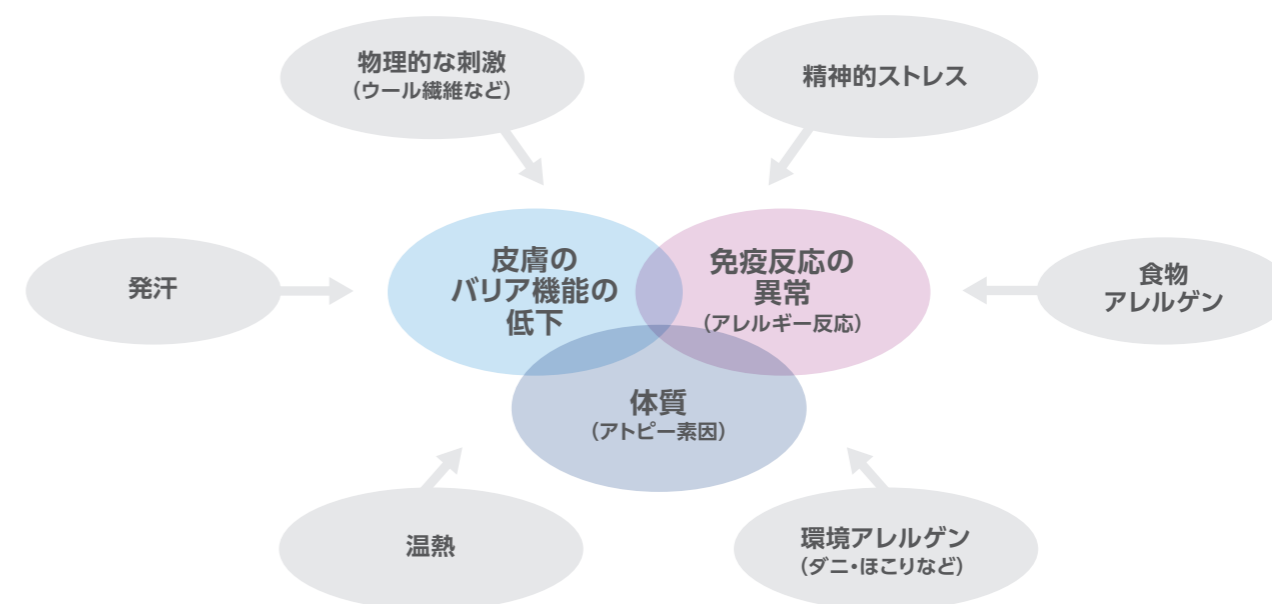 物理的な刺激
（ウール繊維など）
精神的ストレス
発汗
皮膚の
バリア機能の
低下
免疫反応の
異常
（アレルギー反応）
食物
アレルゲン
体質
（アトピー素因）
温熱
環境アレルゲン
（ダニ・ほこりなど）